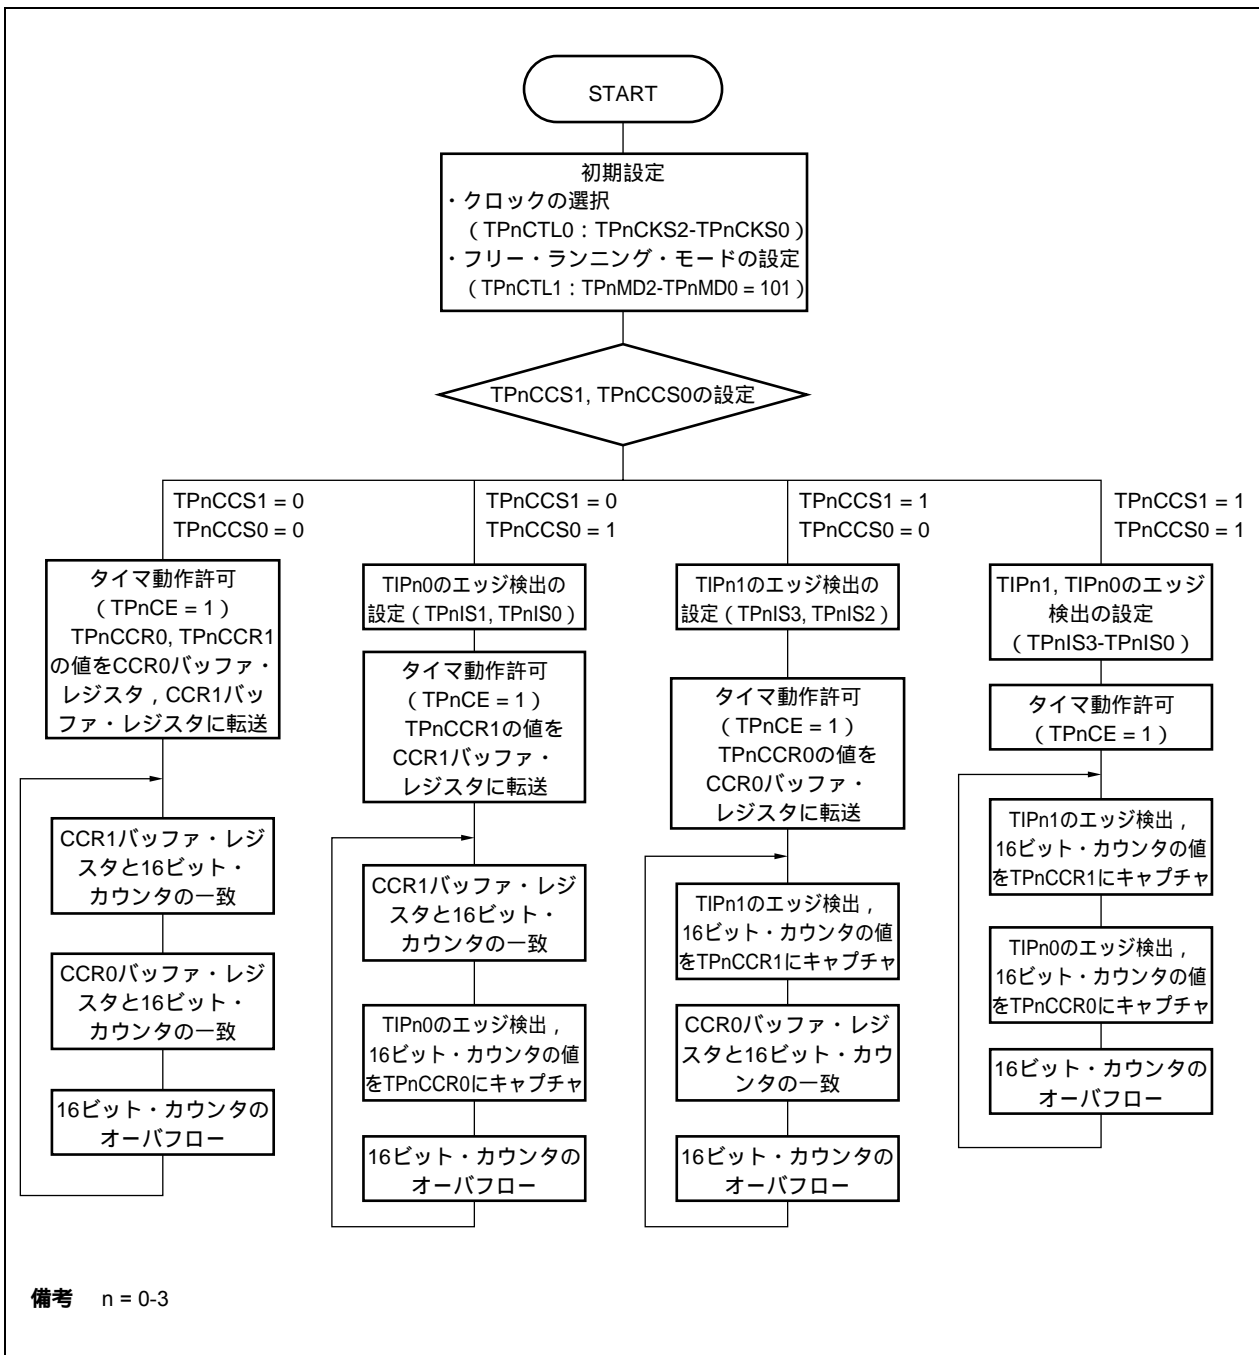 START
初期設定
・クロックの選択
（TPnCTL0：TPnCKS2-TPnCKS0）
・フリー・ランニング・モードの設定
（TPnCTL1：TPnMD2-TPnMD0 = 101）
TPnCCS1, TPnCCS0の設定
TPnCCS1 = 0
TPnCCS0 = 0
タイマ動作許可
（TPnCE = 1）
TPnCCR0, TPnCCR1
の値をCCR0バッファ・
レジスタ，CCR1バッ
ファ・レジスタに転送
CCR1バッファ・レジ
スタと16ビット・
カウンタの一致
CCR0バッファ・レジ
スタと16ビット・
カウンタの一致
16ビット・カウンタの
オーバフロー
TPnCCS1 = 0
TPnCCS0 = 1
TIPn0のエッジ検出の
設定（TPnIS1, TPnIS0）
タイマ動作許可
（TPnCE = 1）
TPnCCR1の値を
CCR1バッファ・
レジスタに転送
CCR1バッファ・レジ
スタと16ビット・
カウンタの一致
TIPn0のエッジ検出，
16ビット・カウンタの値
をTPnCCR0にキャプチャ
16ビット・カウンタの
オーバフロー
TPnCCS1 = 1
TPnCCS0 = 0
TIPn1のエッジ検出の
設定（TPnIS3, TPnIS2）
タイマ動作許可
（TPnCE = 1）
TPnCCR0の値を
CCR0バッファ・
レジスタに転送
TIPn1のエッジ検出，
16ビット・カウンタの値
をTPnCCR1にキャプチャ
CCR0バッファ・レジ
スタと16ビット・カウ
ンタの一致
16ビット・カウンタの
オーバフロー
TPnCCS1 = 1
TPnCCS0 = 1
TIPn1, TIPn0のエッジ
検出の設定
（TPnIS3-TPnIS0）
タイマ動作許可
（TPnCE = 1）
TIPn1のエッジ検出，
16ビット・カウンタの値
をTPnCCR1にキャプチャ
TIPn0のエッジ検出，
16ビット・カウンタの値
をTPnCCR0にキャプチャ
16ビット・カウンタの
オーバフロー
備考 n = 0-3